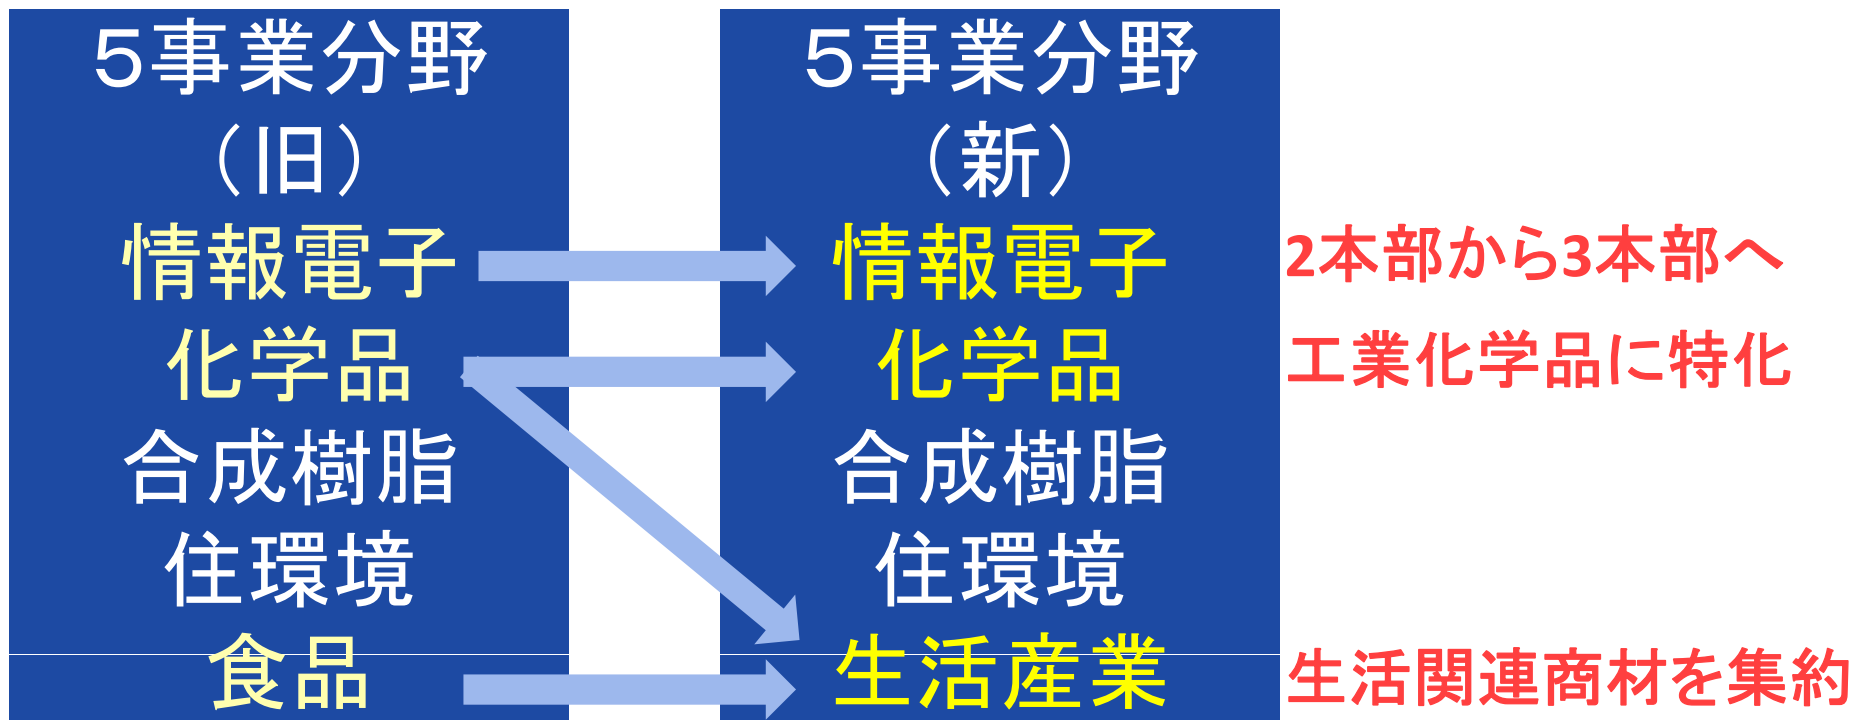 ５事業分野
（旧）
情報電子
化学品
合成樹脂
住環境
食品
５事業分野
（新）
情報電子
化学品
合成樹脂
住環境
生活産業
2本部から3本部へ
工業化学品に特化
生活関連商材を集約